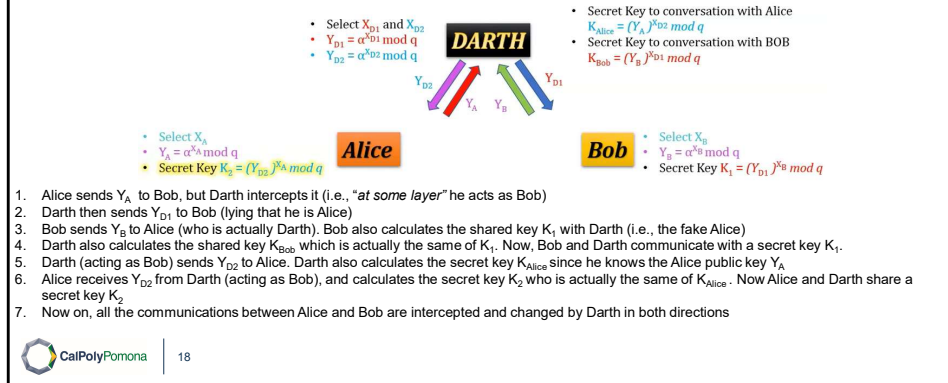 • Select X_D1 and X_D2
• Y_D1 = α^X_D1 mod q
• Y_D2 = α^X_D2 mod q
DARTH
• Secret Key to conversation with Alice
K_Alice = (Y_A )^X_D2 mod q
• Secret Key to conversation with BOB
K_Bob = (Y_B )^X_D1 mod q
Y_D2
Y_A
Y_B
Y_D1
• Select X_A
• Y_A = α^X_A mod q
• Secret Key K_2 = (Y_D2 )^X_A mod q
Alice
Bob
• Select X_B
• Y_B = α^X_B mod q
• Secret Key K_1 = (Y_D1 )^X_B mod q
1. Alice sends Y_A to Bob, but Darth intercepts it (i.e., “at some layer” he acts as Bob)
2. Darth then sends Y_D1 to Bob (lying that he is Alice)
3. Bob sends Y_B to Alice (who is actually Darth). Bob also calculates the shared key K_1 with Darth (i.e., the fake Alice)
4. Darth also calculates the shared key K_Bob which is actually the same of K_1. Now, Bob and Darth communicate with a secret key K_1.
5. Darth (acting as Bob) sends Y_D2 to Alice. Darth also calculates the secret key K_Alice since he knows the Alice public key Y_A
6. Alice receives Y_D2 from Darth (acting as Bob), and calculates the secret key K_2 who is actually the same of K_Alice . Now Alice and Darth share a
secret key K_2
7. Now on, all the communications between Alice and Bob are intercepted and changed by Darth in both directions
CalPolyPomona
18